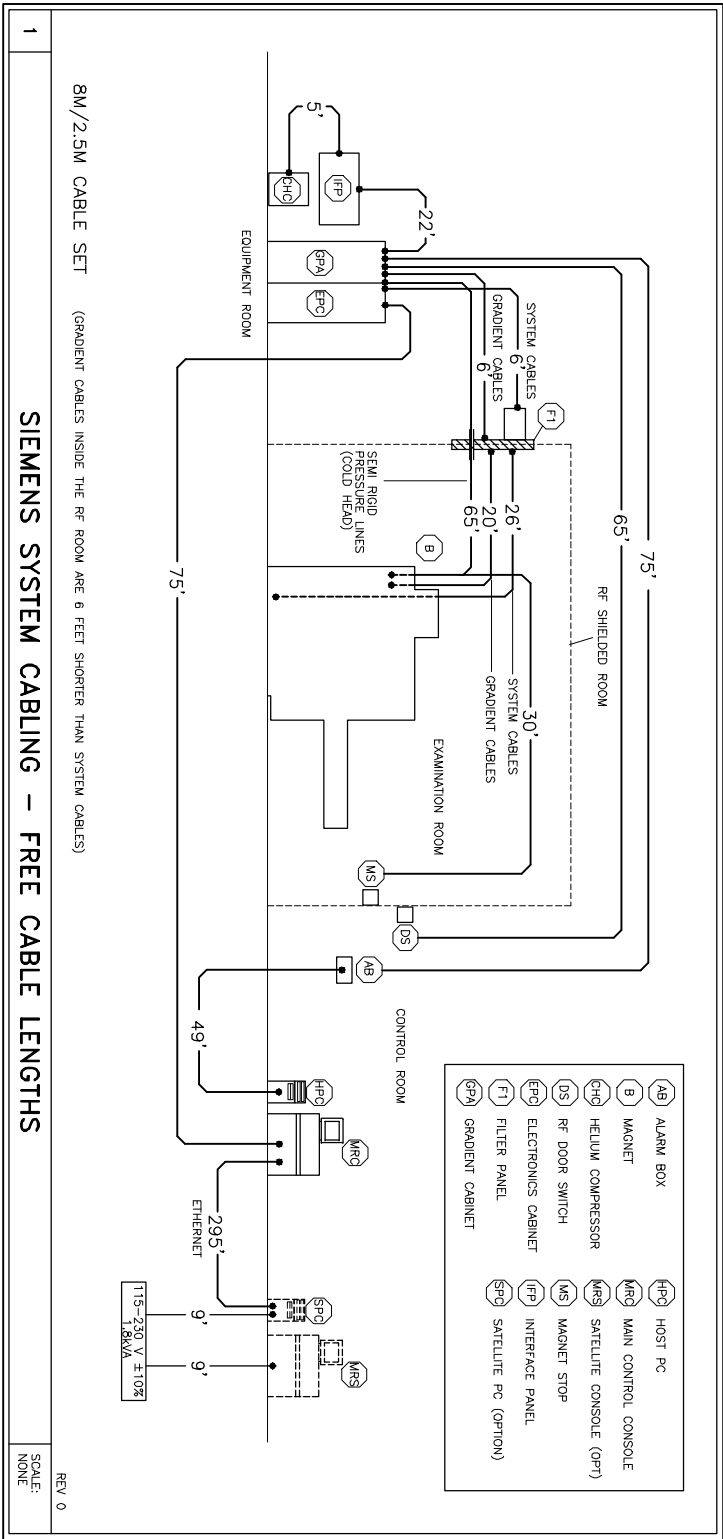 AB ALARM BOX
B MAGNET
CHC HELIUM COMPRESSOR
DS RF DOOR SWITCH
EPC ELECTRONICS CABINET
F1 FILTER PANEL
GPA GRADIENT CABINET
HPC HOST PC
MRC MAIN CONTROL CONSOLE
MRS SATELLITE CONSOLE (OPT)
MS MAGNET STOP
IFP INTERFACE PANEL
SPC SATELLITE PC (OPTION)
75'
65'
RF SHIELDED ROOM
F1
SYSTEM CABLES
6'
GRADIENT CABLES
6'
22'
5'
IFP
CHC
GPA
EPC
EQUIPMENT ROOM
26'
20'
65'
SEMI RIGID
PRESSURE LINES
(COLD HEAD)
B
30'
SYSTEM CABLES
GRADIENT CABLES
EXAMINATION ROOM
MS
DS
AB
CONTROL ROOM
HPC
MRC
SPC
MRS
75'
49'
295'
ETHERNET
9'
9'
115-230 V ±10%
1.8kVA
8M/2.5M CABLE SET
(GRADIENT CABLES INSIDE THE RF ROOM ARE 6 FEET SHORTER THAN SYSTEM CABLES)
REV 0
1
SIEMENS SYSTEM CABLING – FREE CABLE LENGTHS
SCALE:
NONE